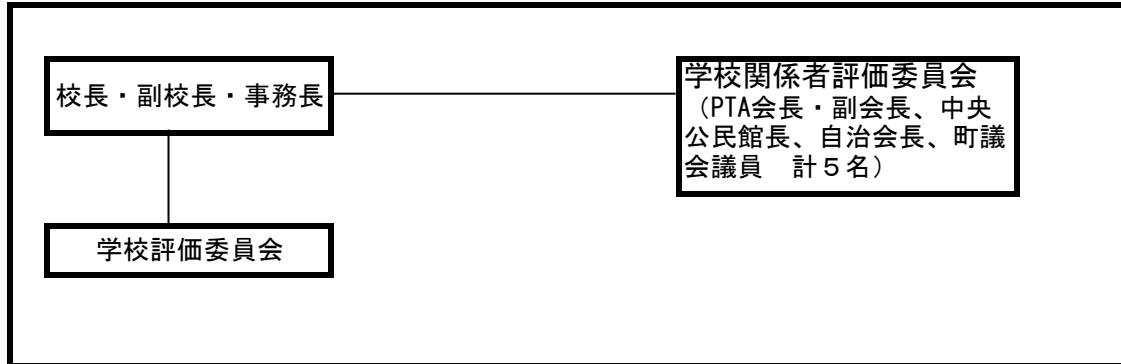 校長・副校長・事務長
学校関係者評価委員会
（PTA会長・副会長、中央
公民館長、自治会長、町議
会議員　計５名）
学校評価委員会